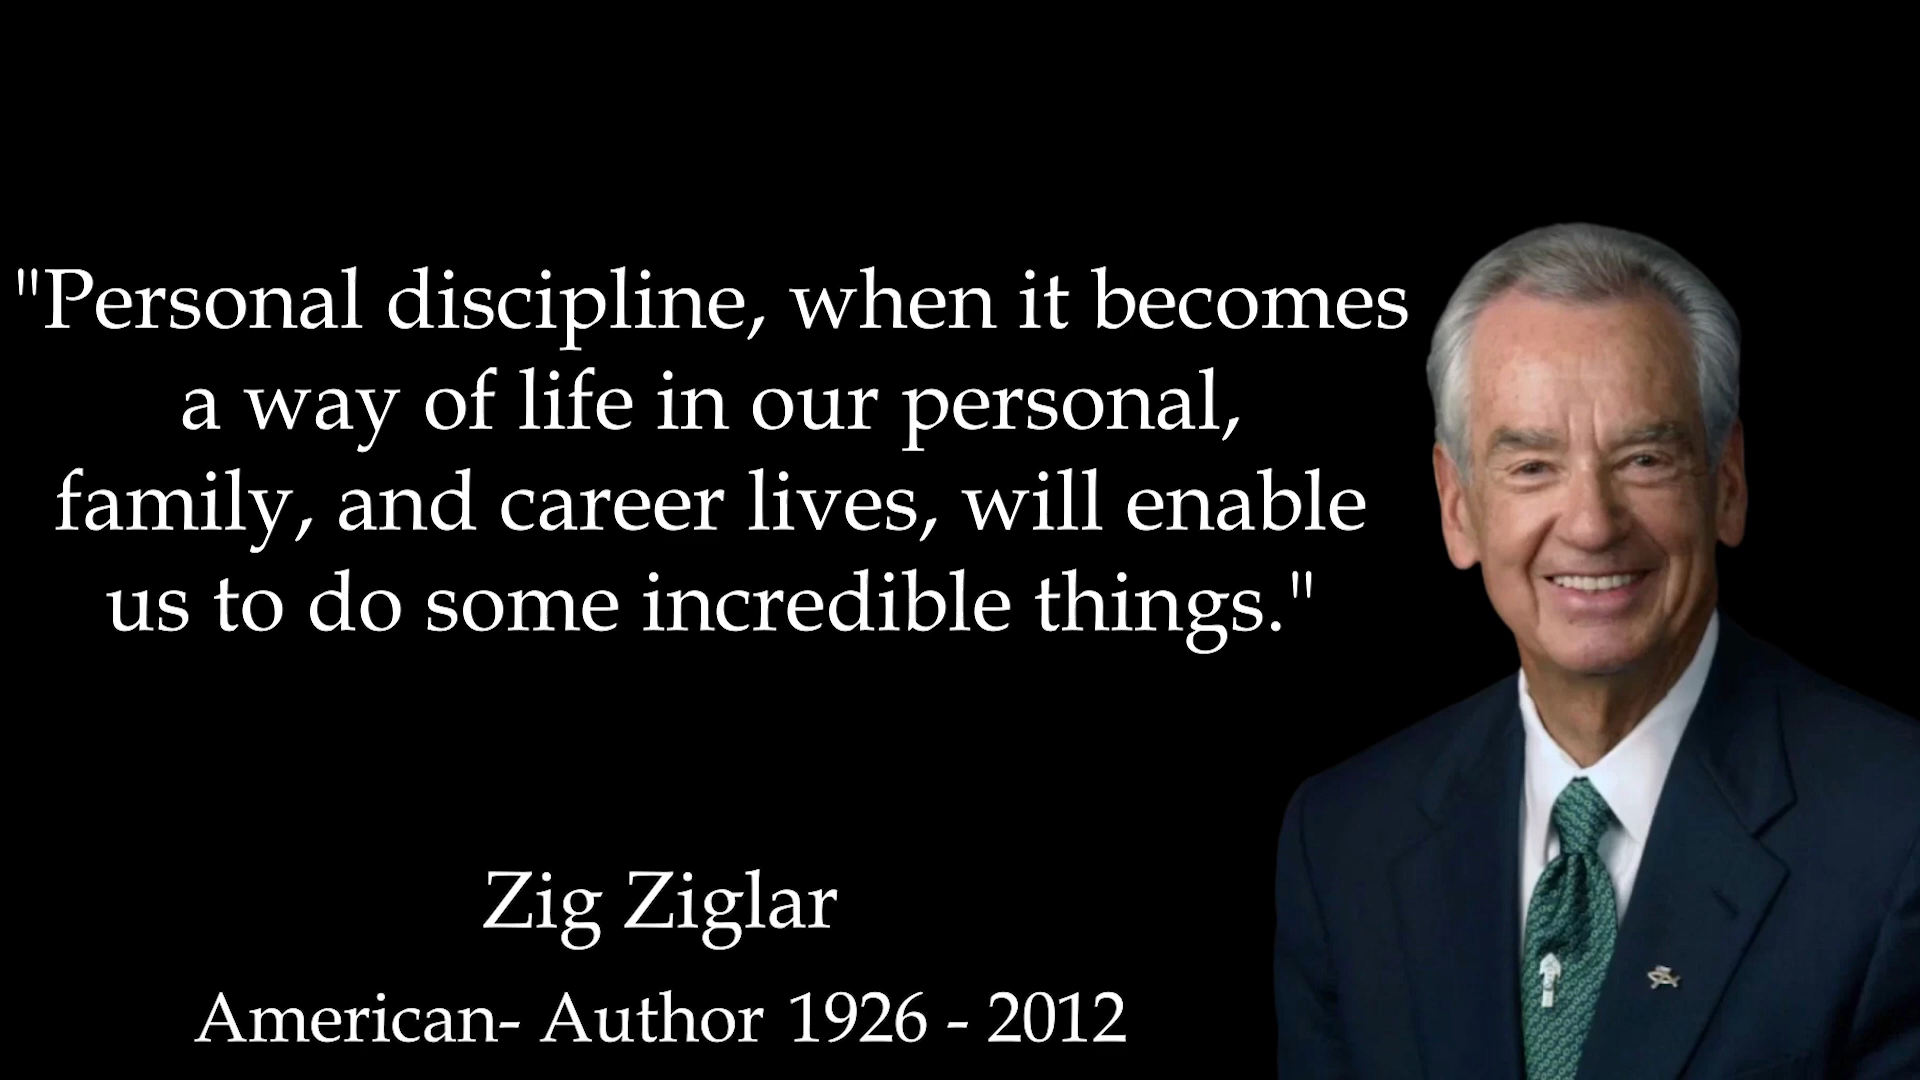 "Personal discipline, when it becomes
a way of life in our personal,
family, and career lives, will enable
us to do some incredible things."
Zig Ziglar
American- Author 1926 - 2012